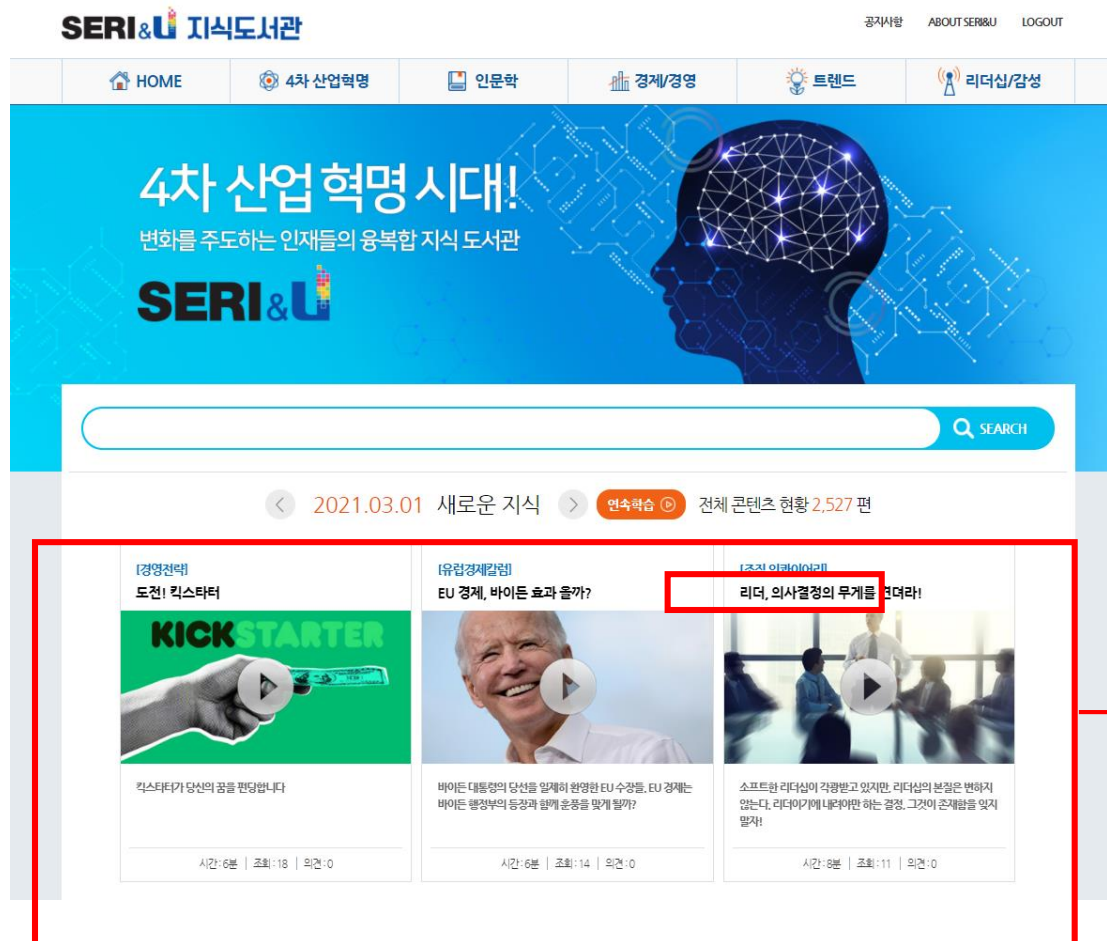 SERI&U 지식도서관
공지사항 ABOUT SERI&U LOGOUT
HOME 4차 산업혁명 인문학 경제/경영 트렌드 리더십/감성
4차 산업 혁명 시대!
변화를 주도하는 인재들의 융복합 지식 도서관
SERI&U
SEARCH
2021.03.01 새로운 지식 연속학습 전체 콘텐츠 현황 2,527 편
[경영전략]
도전! 킥스타터
KICKSTARTER
킥스타터가 당신의 꿈을 펀딩합니다
시간:6분 | 조회:18 | 의견:0
[유럽경제칼럼]
EU 경제, 바이든 효과 올까?
바이든 대통령의 당선을 일제히 환영한 EU 수장들. EU 경제는
바이든 행정부의 등장과 함께 훈풍을 맞게 될까?
시간:6분 | 조회:14 | 의견:0
리더, 의사결정의 무게를 견뎌라!
소프트한 리더십이 각광받고 있지만, 리더십의 본질은 변하지
않는다. 리더이기에 내려야만 하는 결정. 그것이 존재함을 잊지
말자!
시간:8분 | 조회:11 | 의견:0